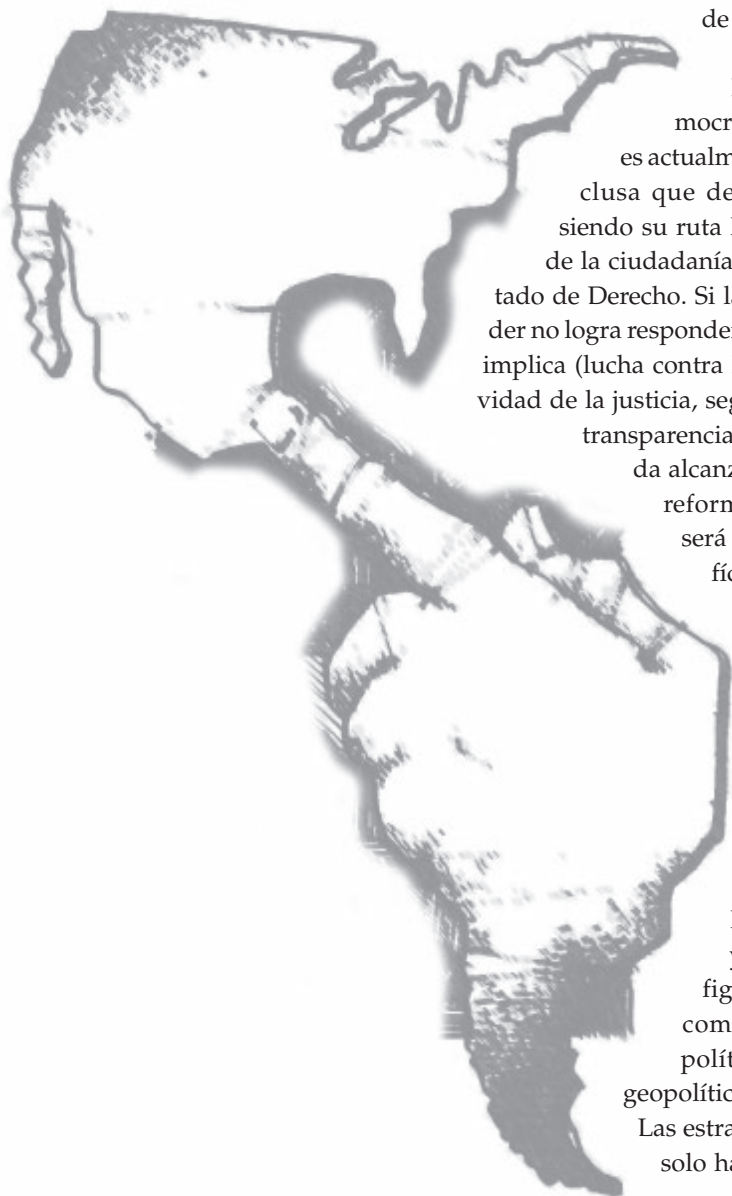 de
mocr
es actualm
clusa que de
siendo su ruta
de la ciudadanía
tado de Derecho. Si l
der no logra responder
implica (lucha contra
vidad de la justicia, seg
transparencia
da alcanz
reform
será
fíc
y
fig
com
polít
geopolític
Las estra
solo ha